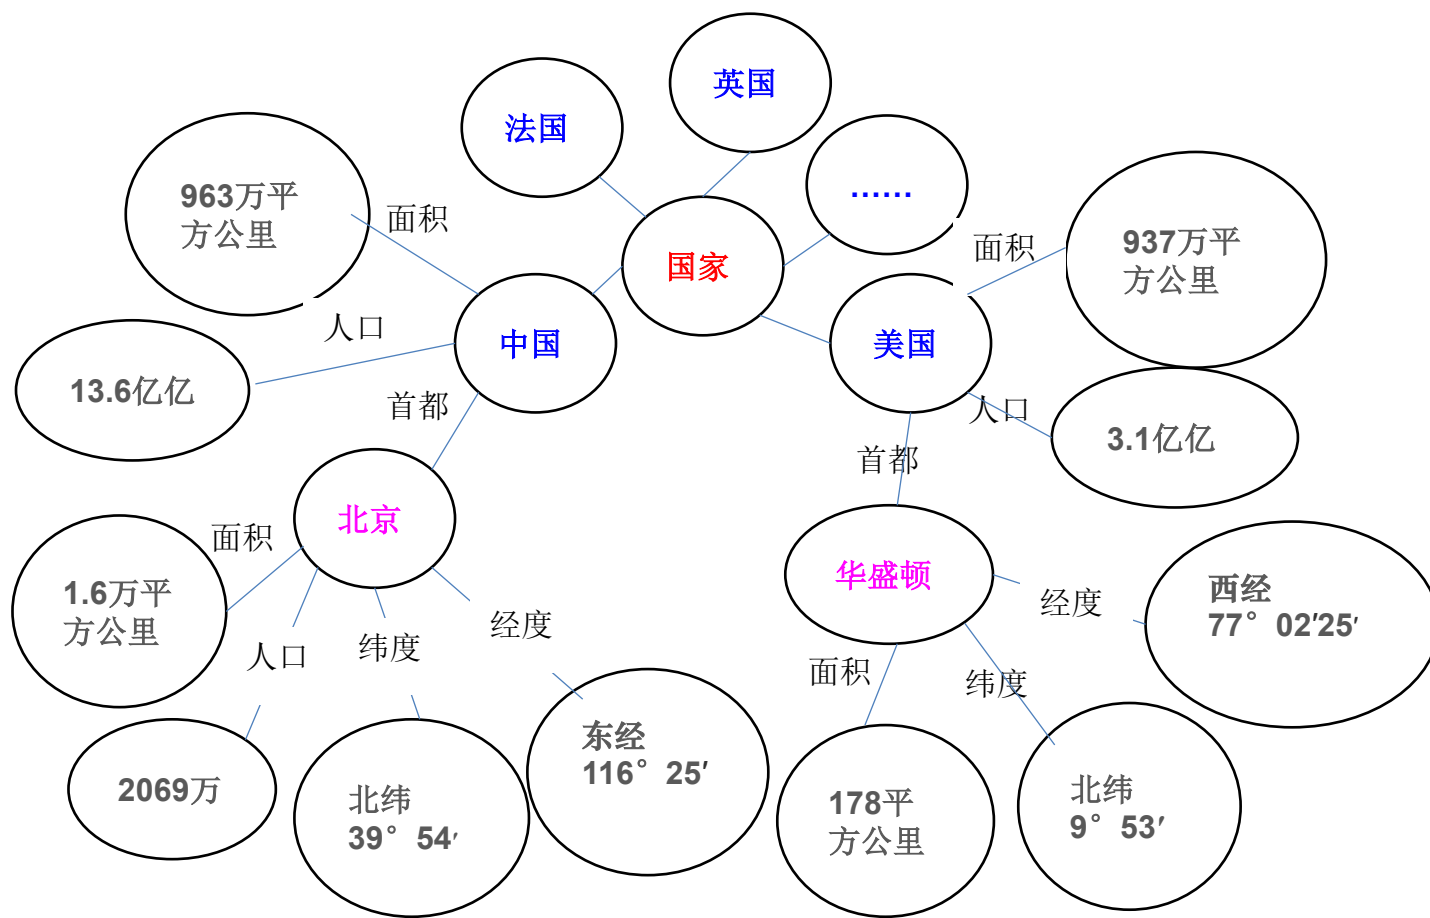 英国
法国
……
963万平
方公里
面积
国家
面积
937万平
方公里
人口
中国
美国
13.6亿亿
首都
人口
3.1亿亿
首都
北京
面积
华盛顿
1.6万平
方公里
人口
纬度
经度
经度
西经
77°02′25′
面积
纬度
2069万
北纬
39°54′
东经
116°25′
178平
方公里
北纬
9°53′